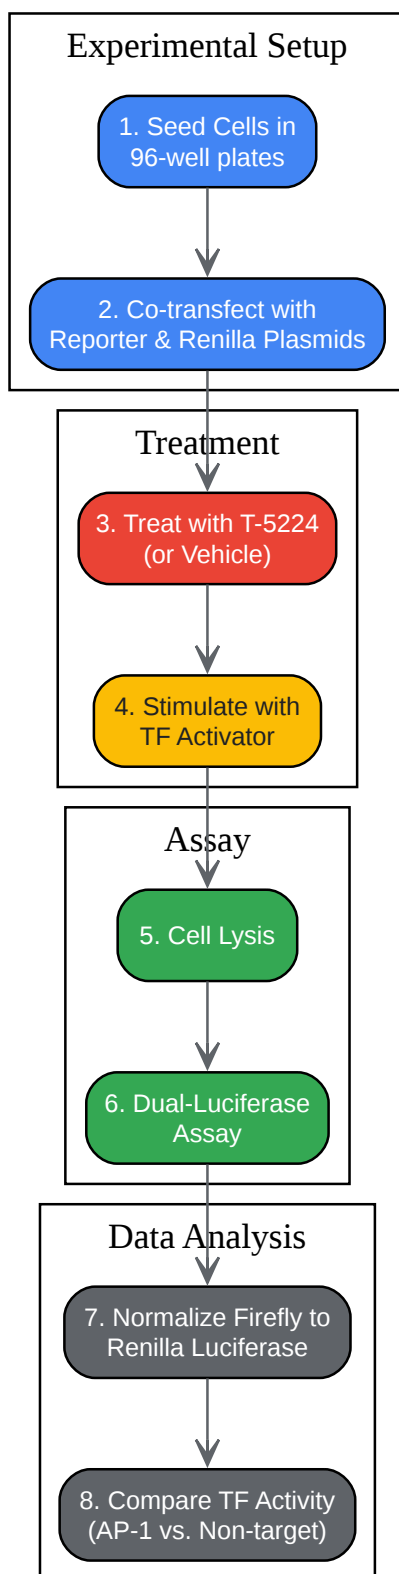 Experimental Setup
1. Seed Cells in
96-well plates
2. Co-transfect with
Reporter & Renilla Plasmids
Treatment
3. Treat with T-5224
(or Vehicle)
4. Stimulate with
TF Activator
Assay
5. Cell Lysis
6. Dual-Luciferase
Assay
Data Analysis
7. Normalize Firefly to
Renilla Luciferase
8. Compare TF Activity
(AP-1 vs. Non-target)